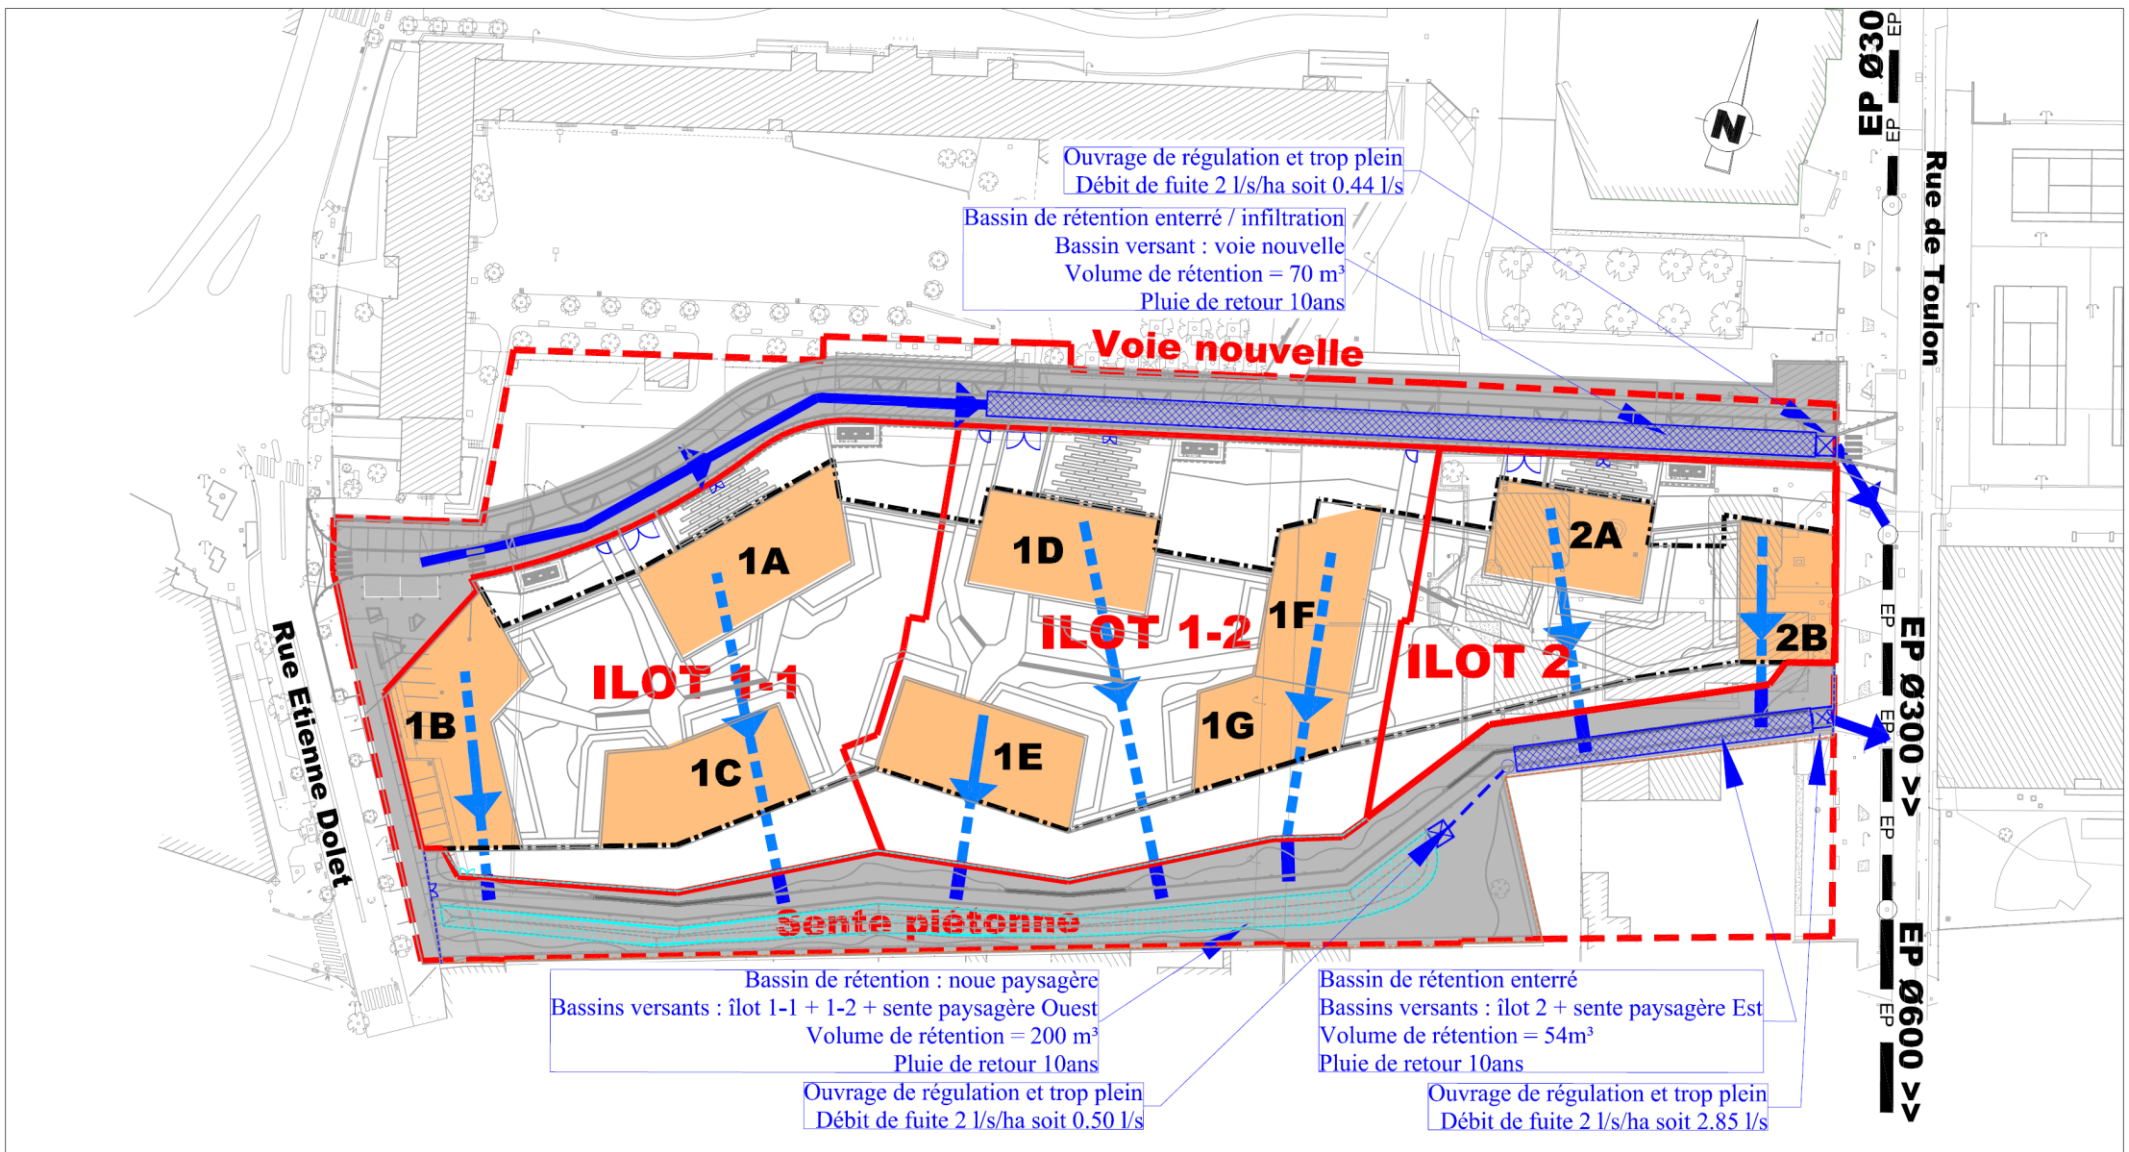 EP Ø30
EP
EP
N
Rue de Toulon
Ouvrage de régulation et trop plein
Débit de fuite 2 l/s/ha soit 0.44 l/s
Bassin de rétention enterré / infiltration
Bassin versant : voie nouvelle
Volume de rétention = 70 m³
Pluie de retour 10ans
Voie nouvelle
1A
1D
2A
1F
2B
ILOT 1-1
ILOT 1-2
ILOT 2
1B
1C
1E
1G
Rue Etienne Dolet
EP
EP
EP
EP Ø300 >>
Sente piétonne
EP Ø600 >>
EP
Bassin de rétention : noue paysagère
Bassins versants : îlot 1-1 + 1-2 + sente paysagère Ouest
Volume de rétention = 200 m³
Pluie de retour 10ans
Ouvrage de régulation et trop plein
Débit de fuite 2 l/s/ha soit 0.50 l/s
Bassin de rétention enterré
Bassins versants : îlot 2 + sente paysagère Est
Volume de rétention = 54m³
Pluie de retour 10ans
Ouvrage de régulation et trop plein
Débit de fuite 2 l/s/ha soit 2.85 l/s